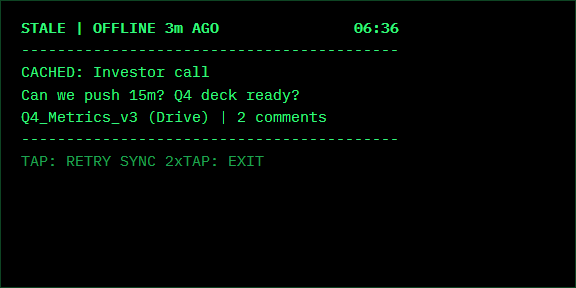 STALE | OFFLINE 3m AGO 06:36
------------------------------------------
CACHED: Investor call
Can we push 15m? Q4 deck ready?
Q4_Metrics_v3 (Drive) | 2 comments
------------------------------------------
TAP: RETRY SYNC 2xTAP: EXIT